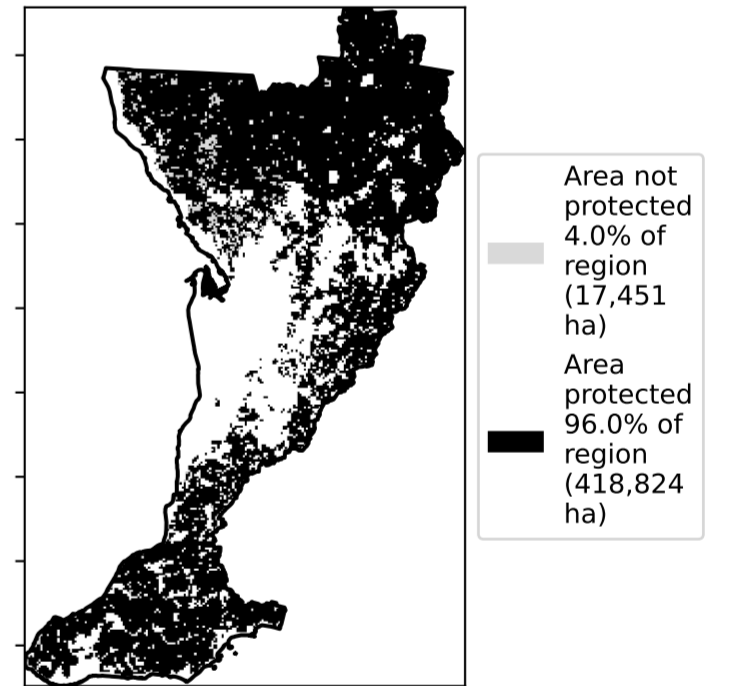 Area not
protected
4.0% of
region
(17,451
ha)
Area
protected
96.0% of
region
(418,824
ha)